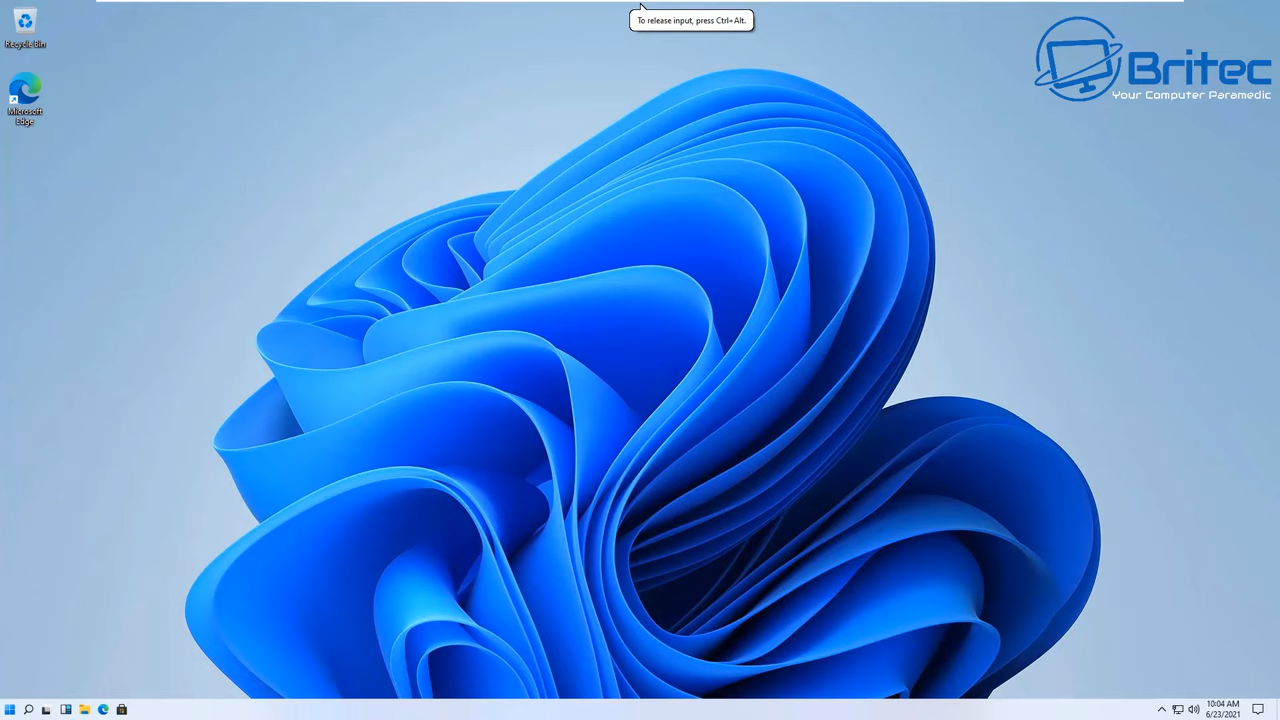 To release input, press Ctrl+Alt.
Recycle Bin
Britec
Your Computer Paramedic
Microsoft
Edge
10:04 AM
6/23/2021